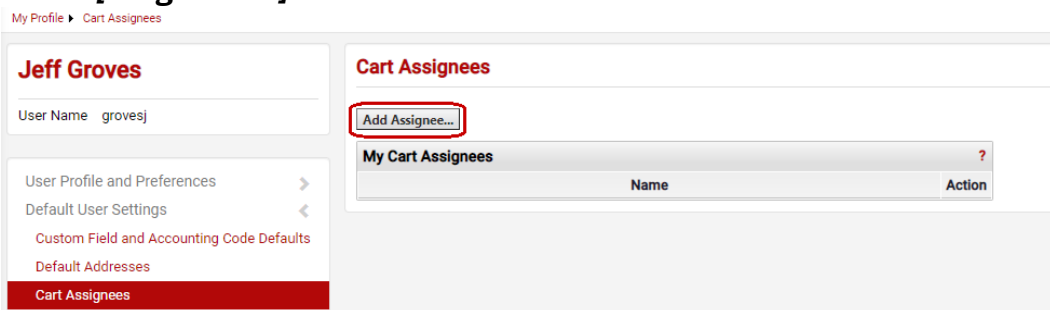 My Profile ▸ Cart Assignees
Jeff Groves
User Name grovesj
User Profile and Preferences
Default User Settings
Custom Field and Accounting Code Defaults
Default Addresses
Cart Assignees
Cart Assignees
Add Assignee...
My Cart Assignees ?
Name Action